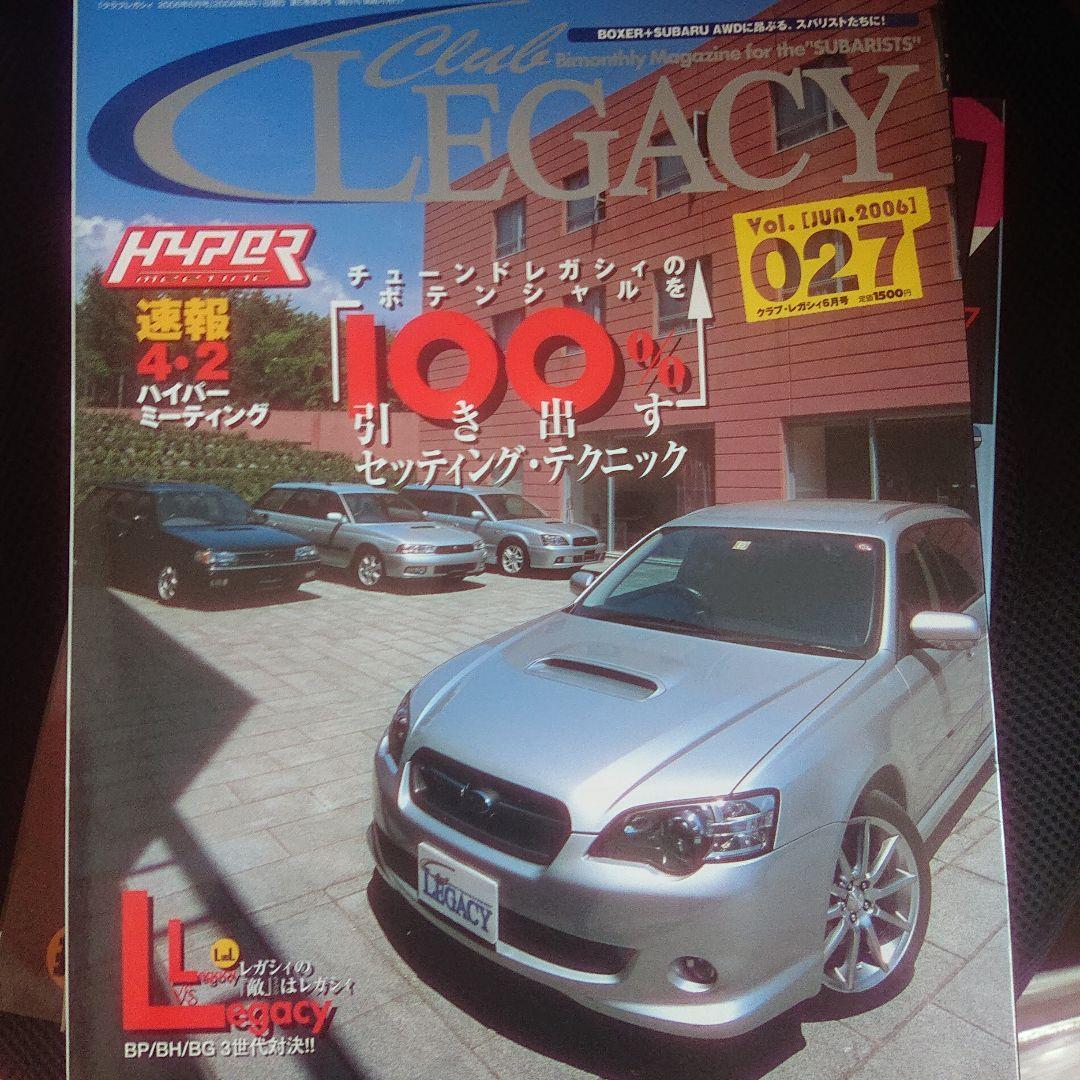 BOXER+SUBARU AWDに昂ぶる。スバリストたちに!
Club
Bimonthly Magazine for the "SUBARISTS"
LEGACY
Vol. [JUN.2006]
027
クラブ・レガシィ6月号 定価1500円
HYPER
MEETING
速報
4・2
ハイパー
ミーティング
チューンドレガシィの
ポテンシャルを
「100%」
引き出す
セッティング・テクニック
LEGACY
LvsL
Legacy
VS
Legacy
レガシィの
「敵」はレガシィ
BP/BH/BG 3世代対決!!